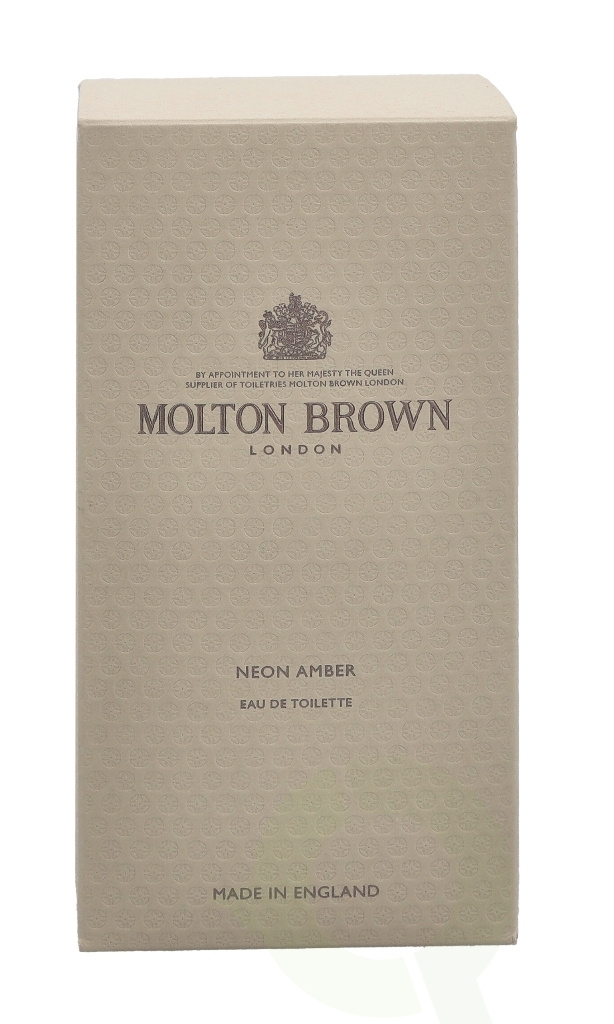 BY APPOINTMENT TO HER MAJESTY THE QUEEN
SUPPLIER OF TOILETRIES MOLTON BROWN LONDON
MOLTON BROWN
LONDON
NEON AMBER
EAU DE TOILETTE
MADE IN ENGLAND